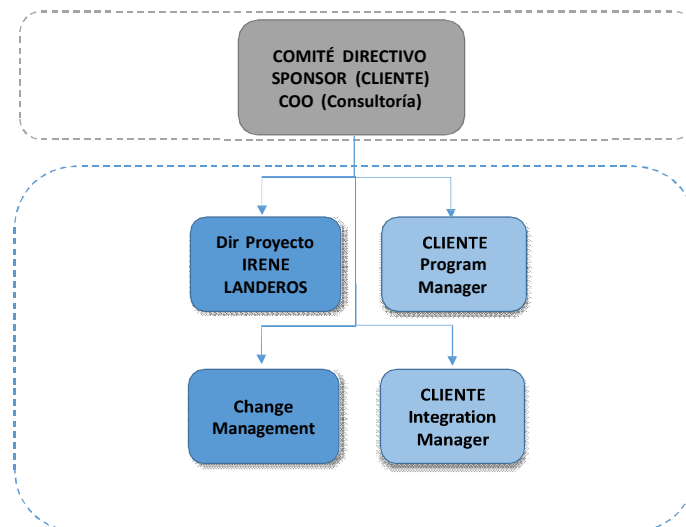 COMITÉ DIRECTIVO
SPONSOR (CLIENTE)
COO (Consultoría)
Dir Proyecto
IRENE
LANDEROS
CLIENTE
Program
Manager
Change
Management
CLIENTE
Integration
Manager